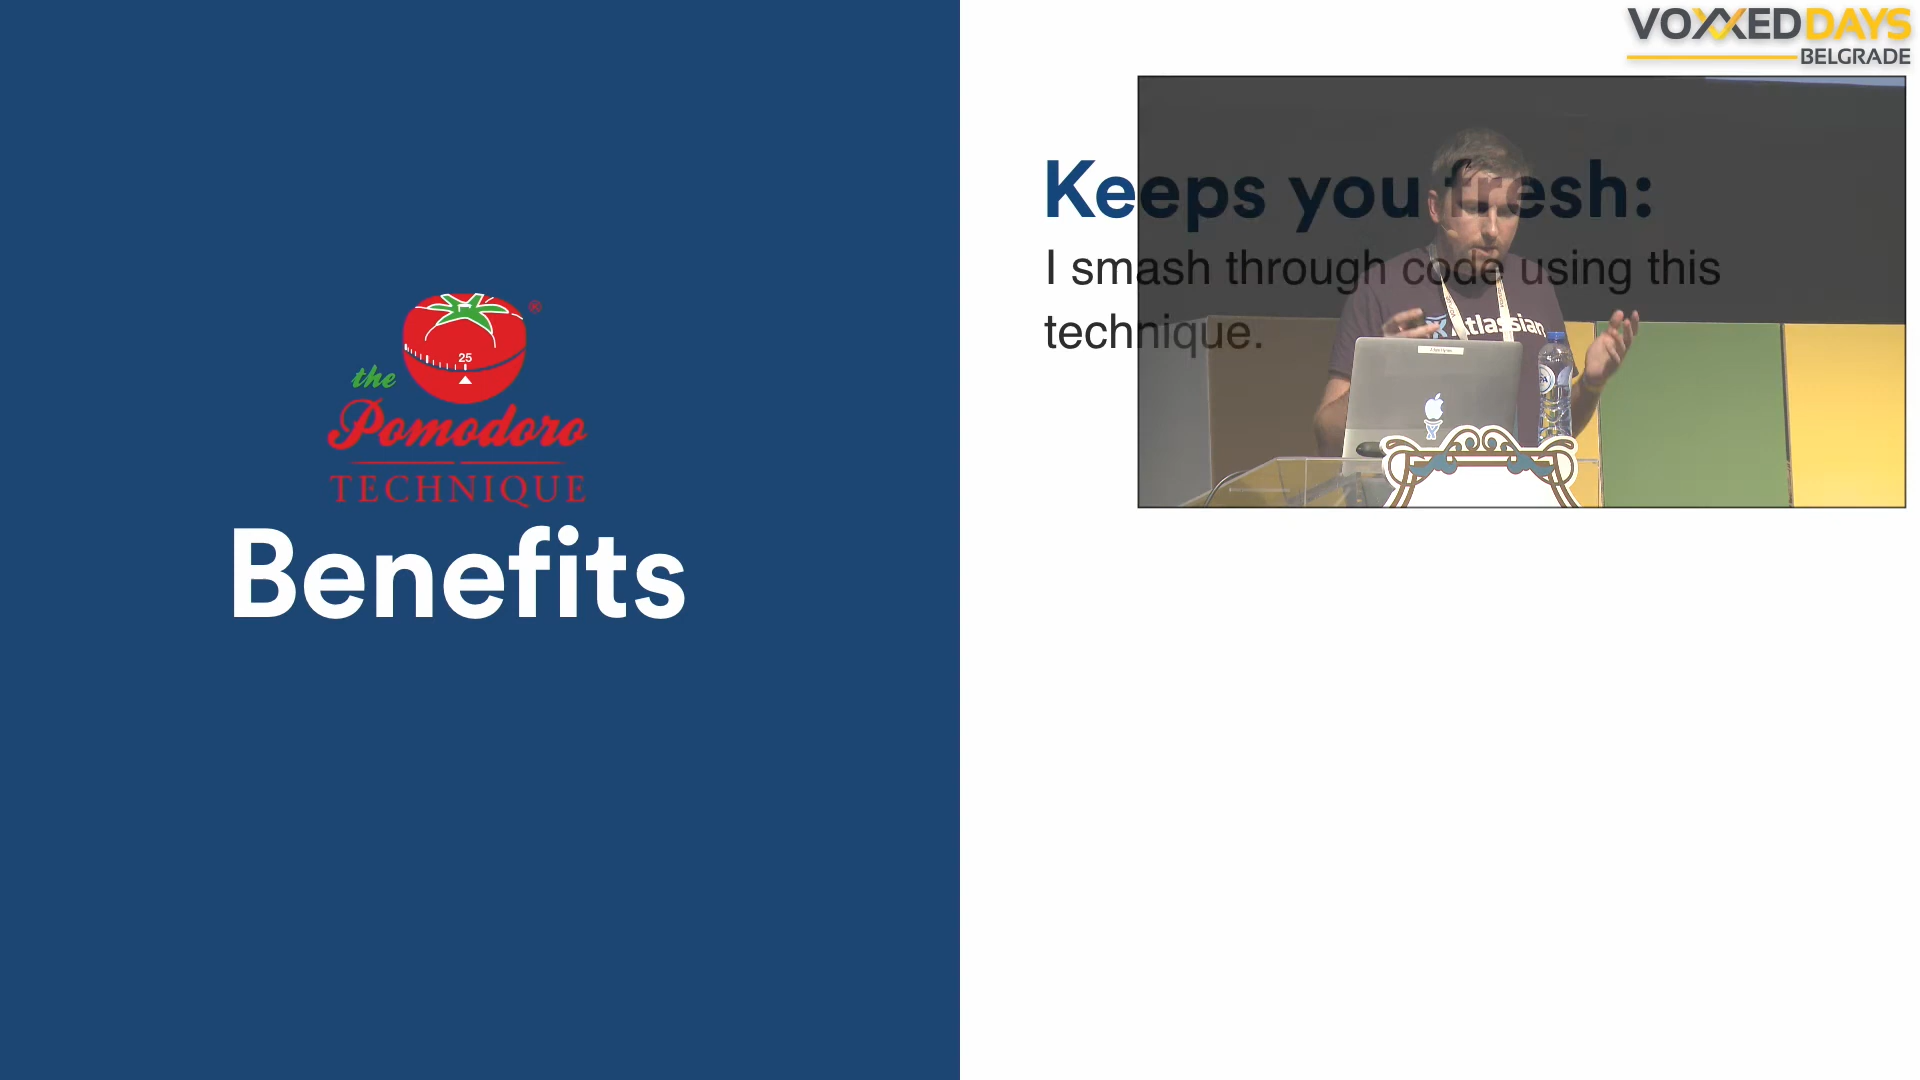 VOXXEDDAYS
BELGRADE
25
®
the
Pomodoro
TECHNIQUE
Benefits
Keeps you fresh:
I smash through code using this
technique.
Atlassian